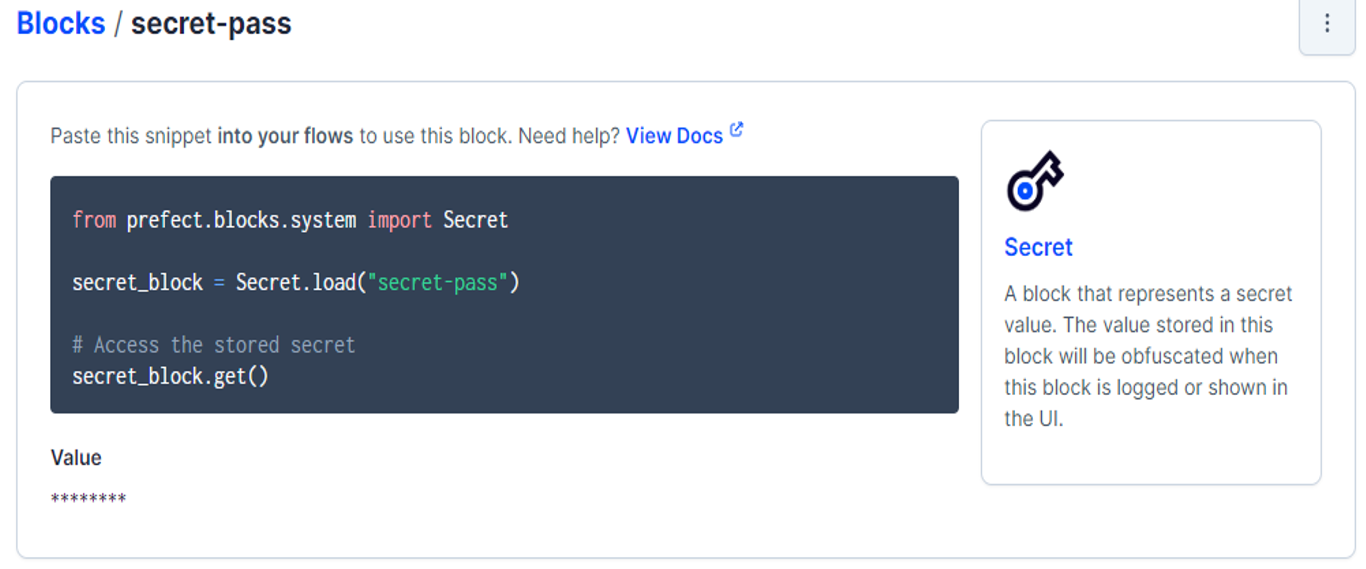 Blocks / secret-pass
Paste this snippet into your flows to use this block. Need help? View Docs
from prefect.blocks.system import Secret
secret_block = Secret.load("secret-pass")
# Access the stored secret
secret_block.get()
Value
********
Secret
A block that represents a secret
value. The value stored in this
block will be obfuscated when
this block is logged or shown in
the UI.